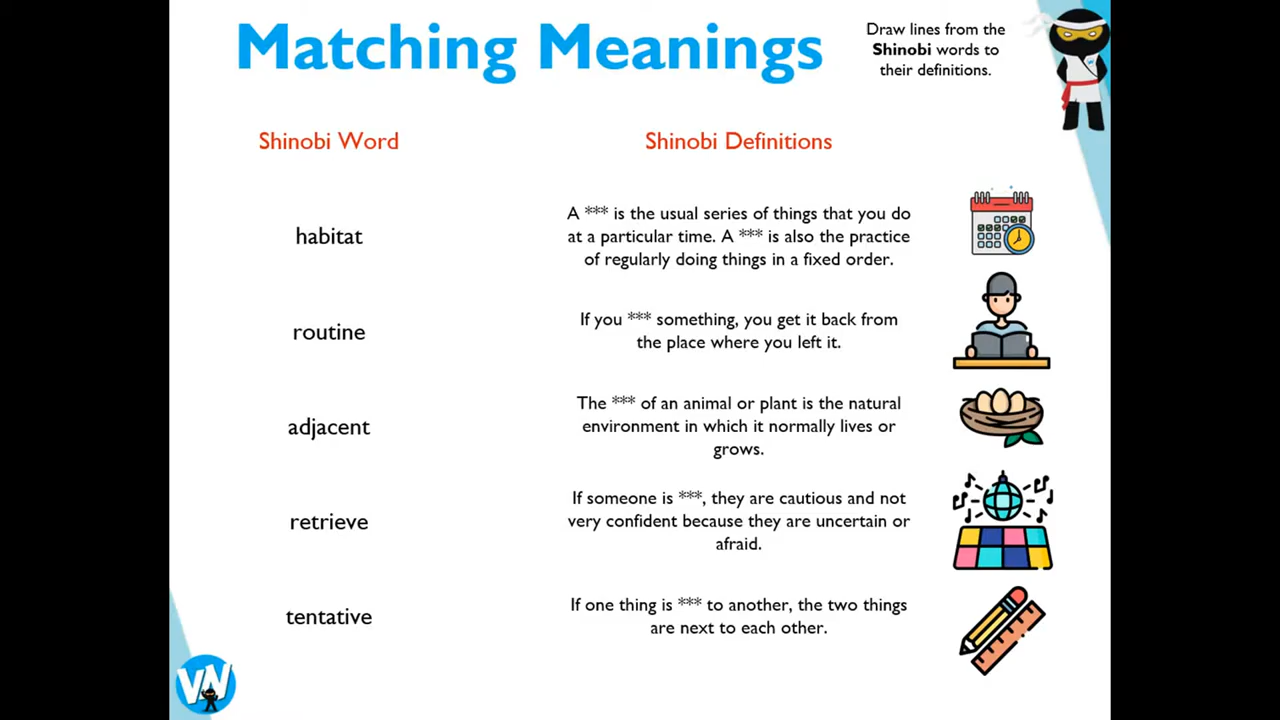 Matching Meanings
Draw lines from the
Shinobi words to
their definitions.
Shinobi Word
Shinobi Definitions
habitat
A *** is the usual series of things that you do
at a particular time. A *** is also the practice
of regularly doing things in a fixed order.
routine
If you *** something, you get it back from
the place where you left it.
adjacent
The *** of an animal or plant is the natural
environment in which it normally lives or
grows.
retrieve
If someone is ***, they are cautious and not
very confident because they are uncertain or
afraid.
tentative
If one thing is *** to another, the two things
are next to each other.
VN